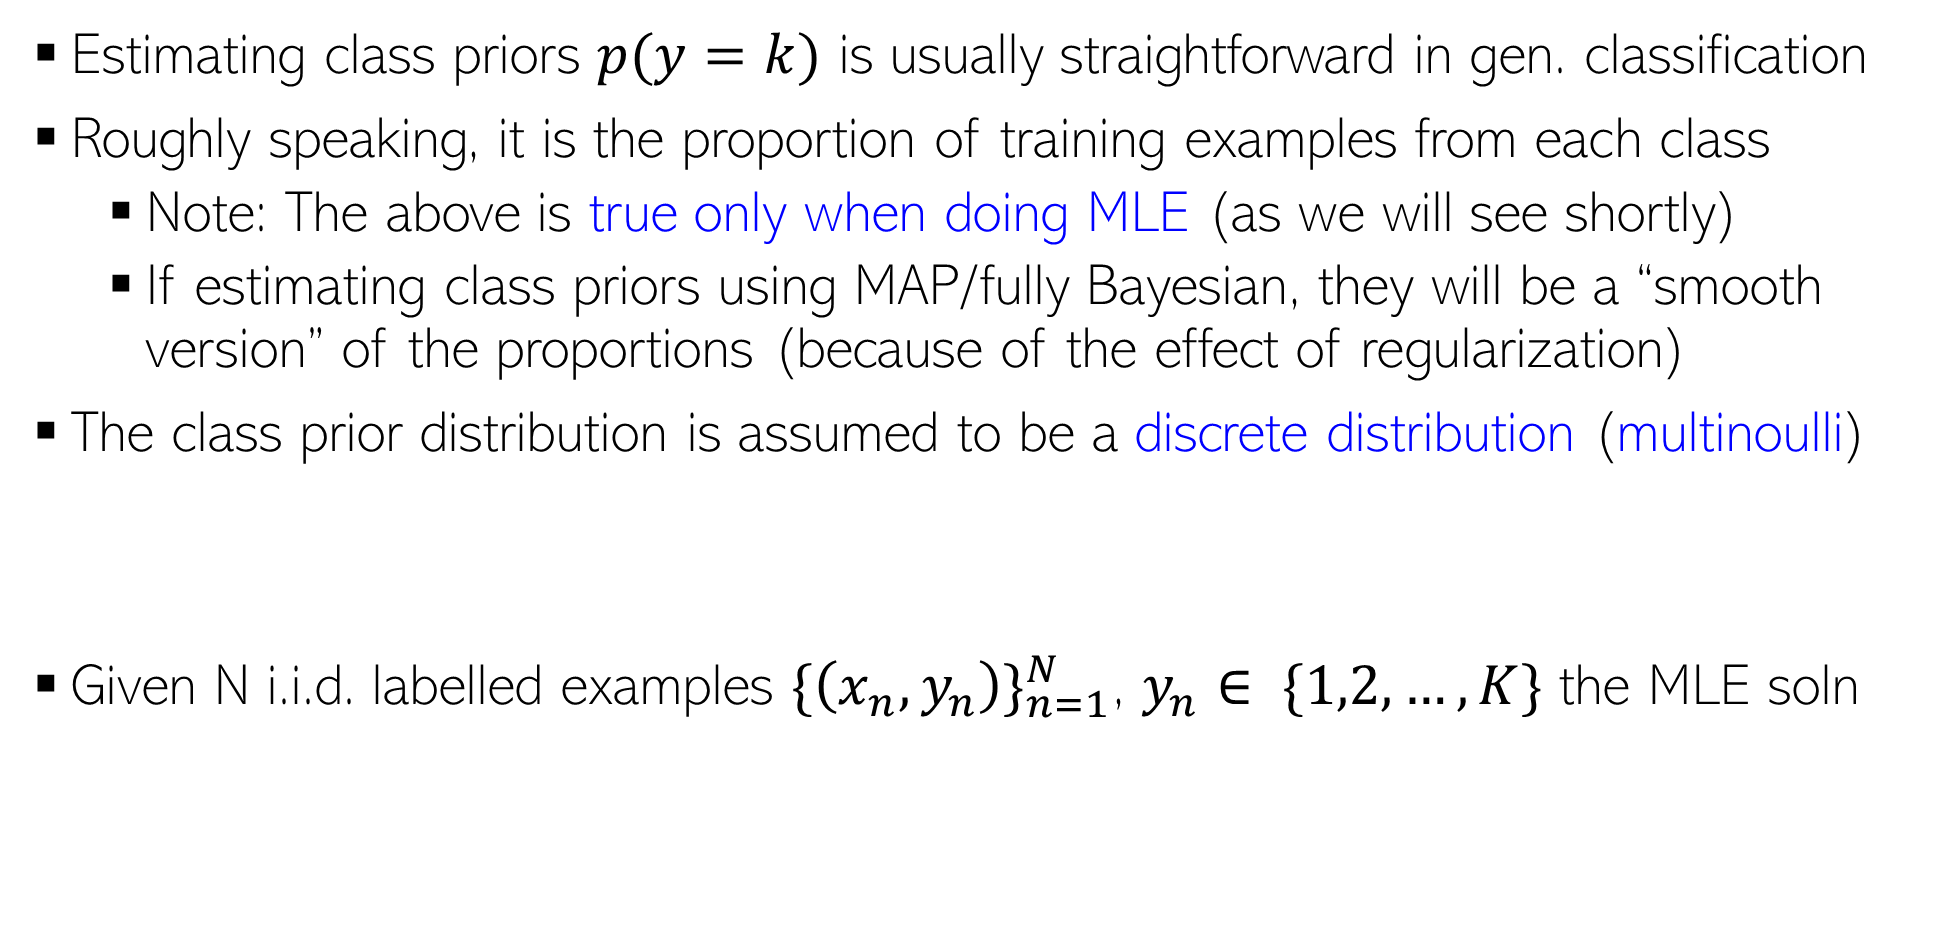 ▪ Estimating class priors p(y = k) is usually straightforward in gen. classification
▪ Roughly speaking, it is the proportion of training examples from each class
▪ Note: The above is true only when doing MLE (as we will see shortly)
▪ If estimating class priors using MAP/fully Bayesian, they will be a “smooth
version” of the proportions (because of the effect of regularization)
▪ The class prior distribution is assumed to be a discrete distribution (multinoulli)
▪ Given N i.i.d. labelled examples {(xₙ, yₙ)}ₙ₌₁ᴺ, yₙ ∈ {1,2, … , K} the MLE soln